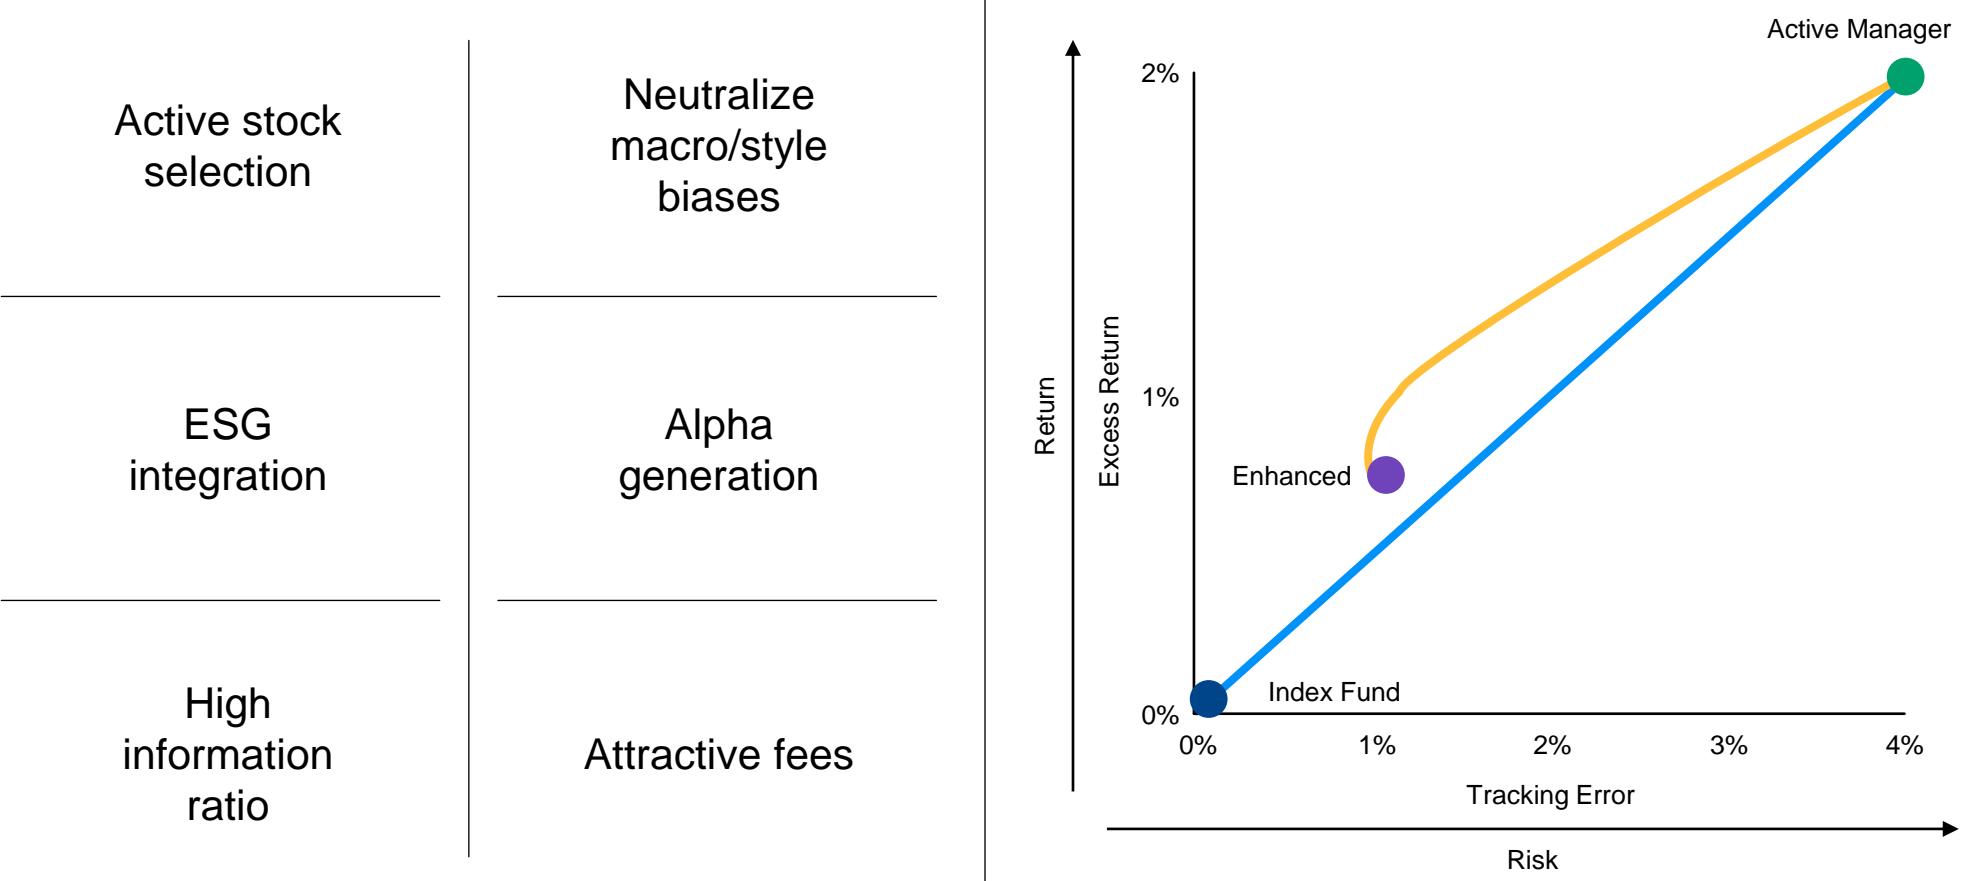 Active stock
selection
Neutralize
macro/style
biases
ESG
integration
Alpha
generation
High
information
ratio
Attractive fees
Active Manager
2%
1%
0%
Return
Excess Return
Enhanced
Index Fund
0%
1%
2%
3%
4%
Tracking Error
Risk